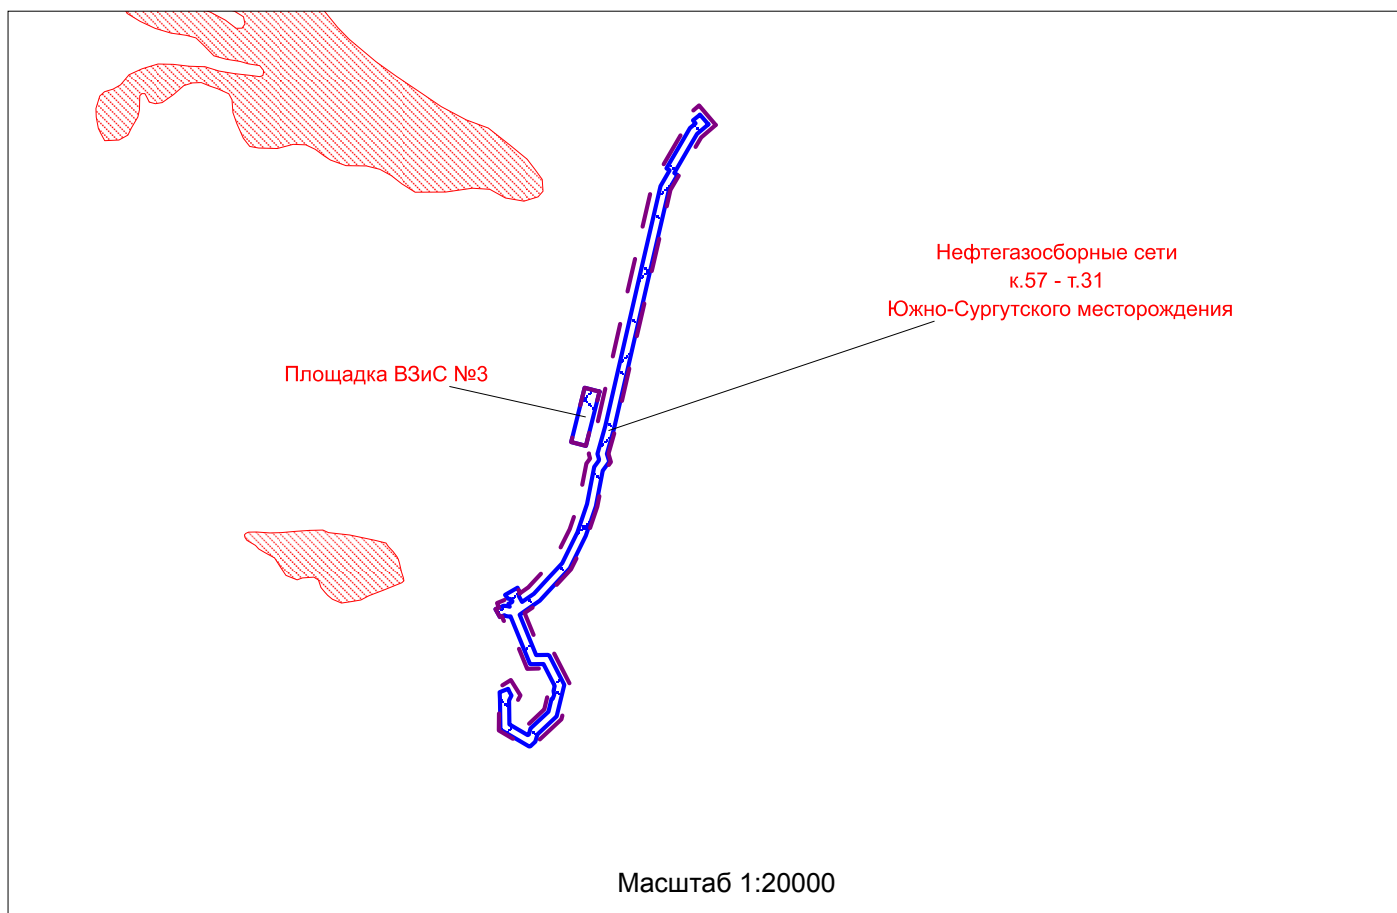 Нефтегазосборные сети
к.57 - т.31
Южно-Сургутского месторождения
Площадка ВЗиС №3
Масштаб 1:20000